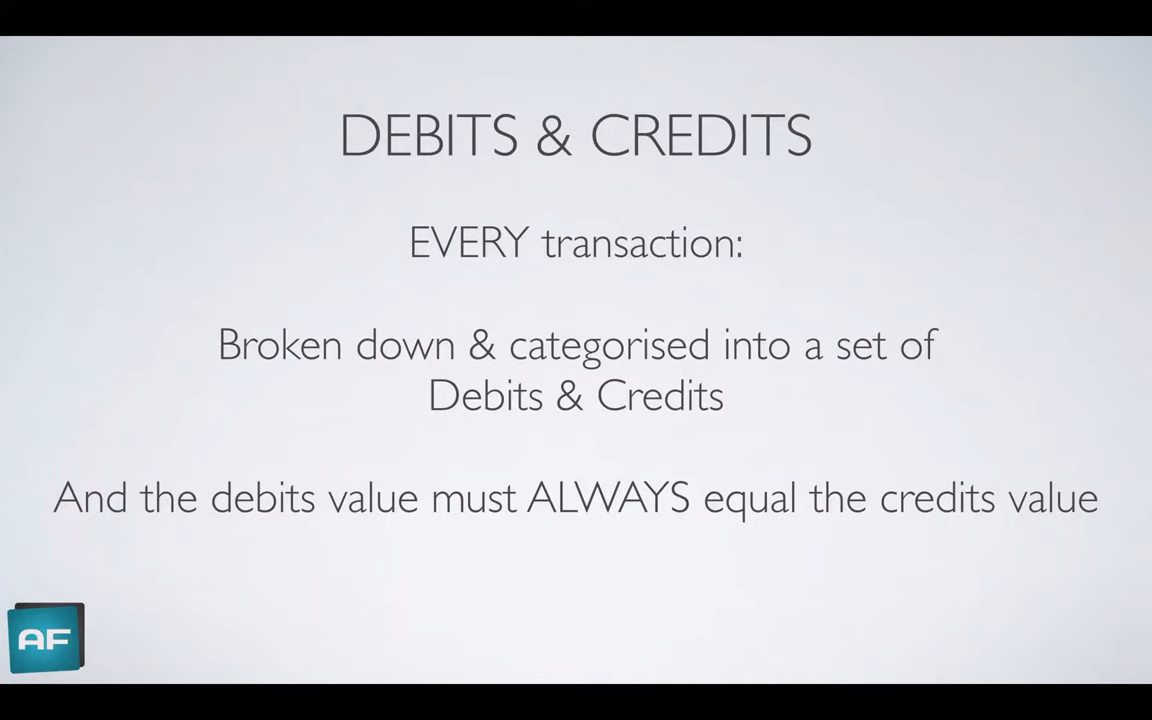 DEBITS & CREDITS
EVERY transaction:
Broken down & categorised into a set of
Debits & Credits
And the debits value must ALWAYS equal the credits value
AF